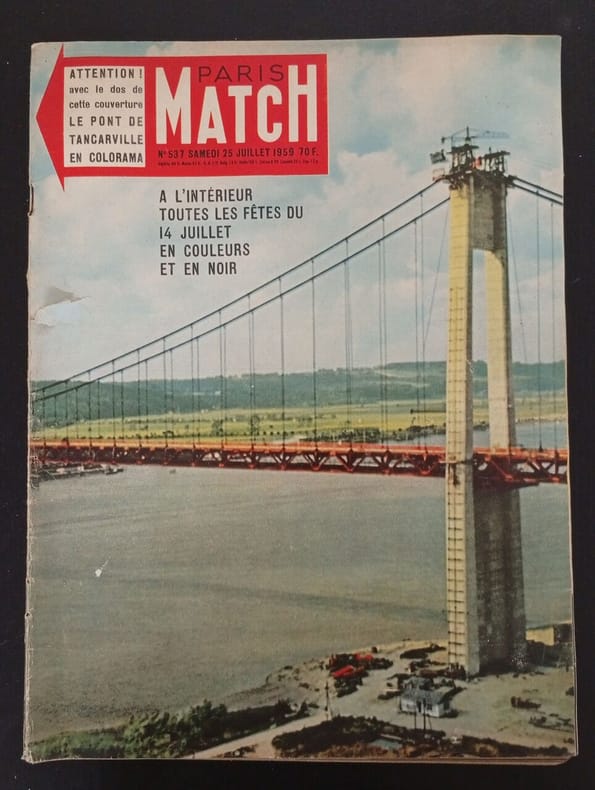 ATTENTION !
avec le dos de
cette couverture
LE PONT DE
TANCARVILLE
EN COLORAMA
PARIS
MATCH
N° 537 SAMEDI 25 JUILLET 1959 70 F.
A L'INTÉRIEUR
TOUTES LES FÊTES DU
14 JUILLET
EN COULEURS
ET EN NOIR